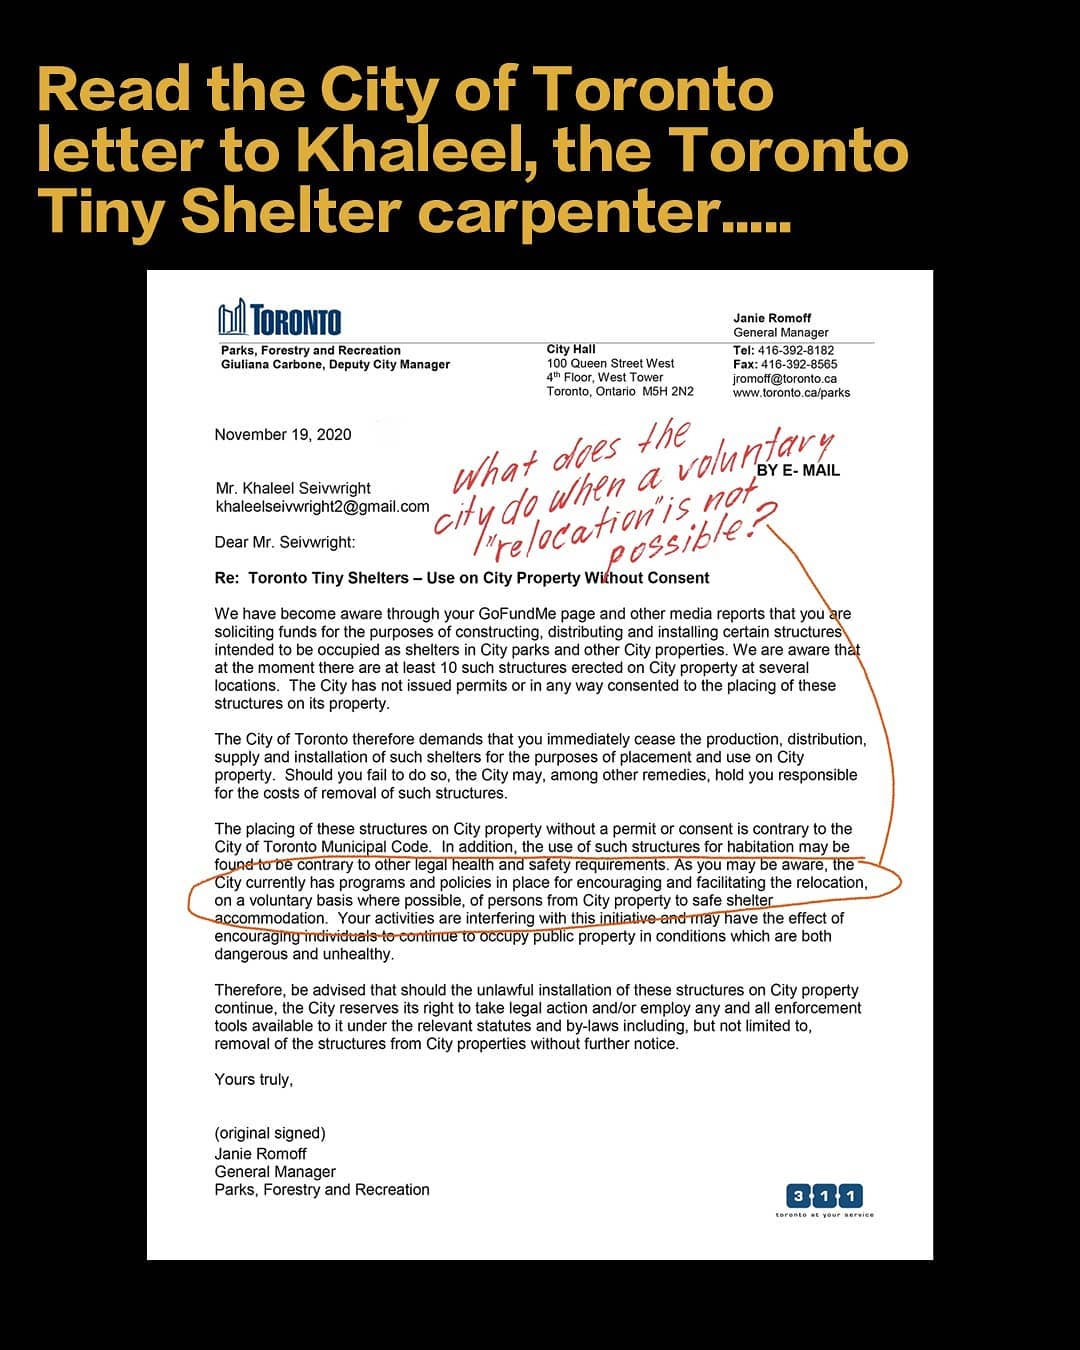 Read the City of Toronto
letter to Khaleel, the Toronto
Tiny Shelter carpenter.....
TORONTO
Janie Romoff
General Manager
Parks, Forestry and Recreation
Giuliana Carbone, Deputy City Manager
City Hall
100 Queen Street West
4th Floor, West Tower
Toronto, Ontario M5H 2N2
Tel: 416-392-8182
Fax: 416-392-8565
jromoff@toronto.ca
www.toronto.ca/parks
November 19, 2020
What does the
city do when a voluntary
"relocation" is not
possible?
BY E- MAIL
Mr. Khaleel Seivwright
khaleelseivwright2@gmail.com
Dear Mr. Seivwright:
Re: Toronto Tiny Shelters – Use on City Property Without Consent
We have become aware through your GoFundMe page and other media reports that you are
soliciting funds for the purposes of constructing, distributing and installing certain structures
intended to be occupied as shelters in City parks and other City properties. We are aware that
at the moment there are at least 10 such structures erected on City property at several
locations. The City has not issued permits or in any way consented to the placing of these
structures on its property.
The City of Toronto therefore demands that you immediately cease the production, distribution,
supply and installation of such shelters for the purposes of placement and use on City
property. Should you fail to do so, the City may, among other remedies, hold you responsible
for the costs of removal of such structures.
The placing of these structures on City property without a permit or consent is contrary to the
City of Toronto Municipal Code. In addition, the use of such structures for habitation may be
found to be contrary to other legal health and safety requirements. As you may be aware, the
City currently has programs and policies in place for encouraging and facilitating the relocation,
on a voluntary basis where possible, of persons from City property to safe shelter
accommodation. Your activities are interfering with this initiative and may have the effect of
encouraging individuals to continue to occupy public property in conditions which are both
dangerous and unhealthy.
Therefore, be advised that should the unlawful installation of these structures on City property
continue, the City reserves its right to take legal action and/or employ any and all enforcement
tools available to it under the relevant statutes and by-laws including, but not limited to,
removal of the structures from City properties without further notice.
Yours truly,
(original signed)
Janie Romoff
General Manager
Parks, Forestry and Recreation
3 1 1
toronto at your service